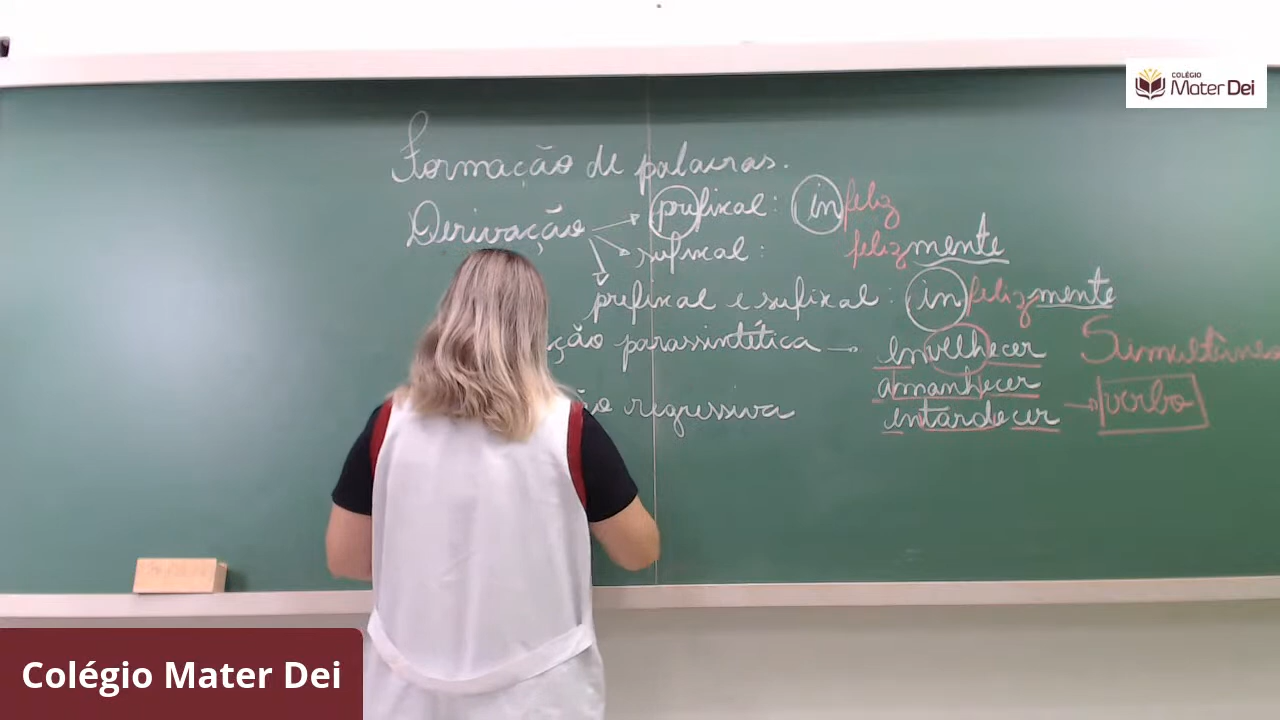 COLÉGIO
Mater Dei
Formação de palavras.
Derivação prefixal: infeliz
sufixal: felizmente
prefixal e sufixal: infelizmente
ção parassintética → envelhecer Simultânea
amanhecer
ão regressiva entardecer → verbo
Colégio Mater Dei